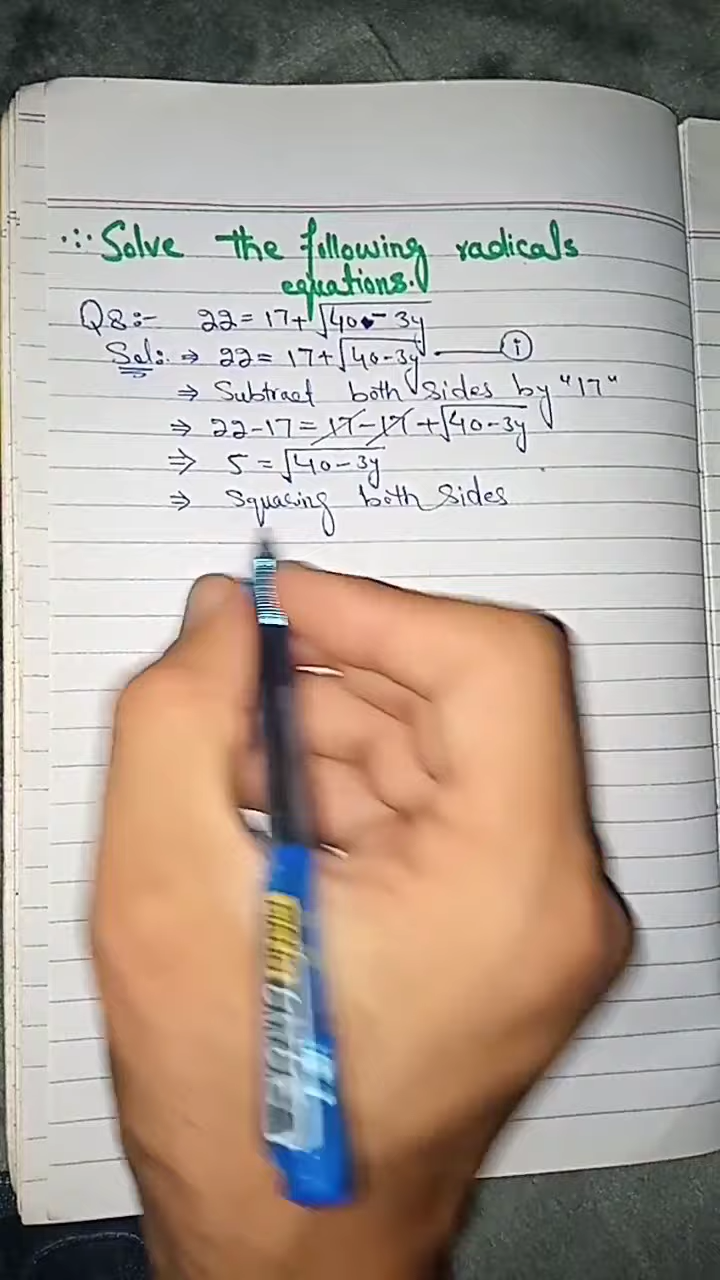 ∴ Solve the following radicals
equations.
Q8:- 22 = 17+√40 - 3y
Sol: ⇒ 22 = 17+√40-3y — (i)
⇒ Subtract both sides by "17"
⇒ 22-17 = 17-17 +√40-3y
⇒ 5 = √40-3y
⇒ Squaring both sides